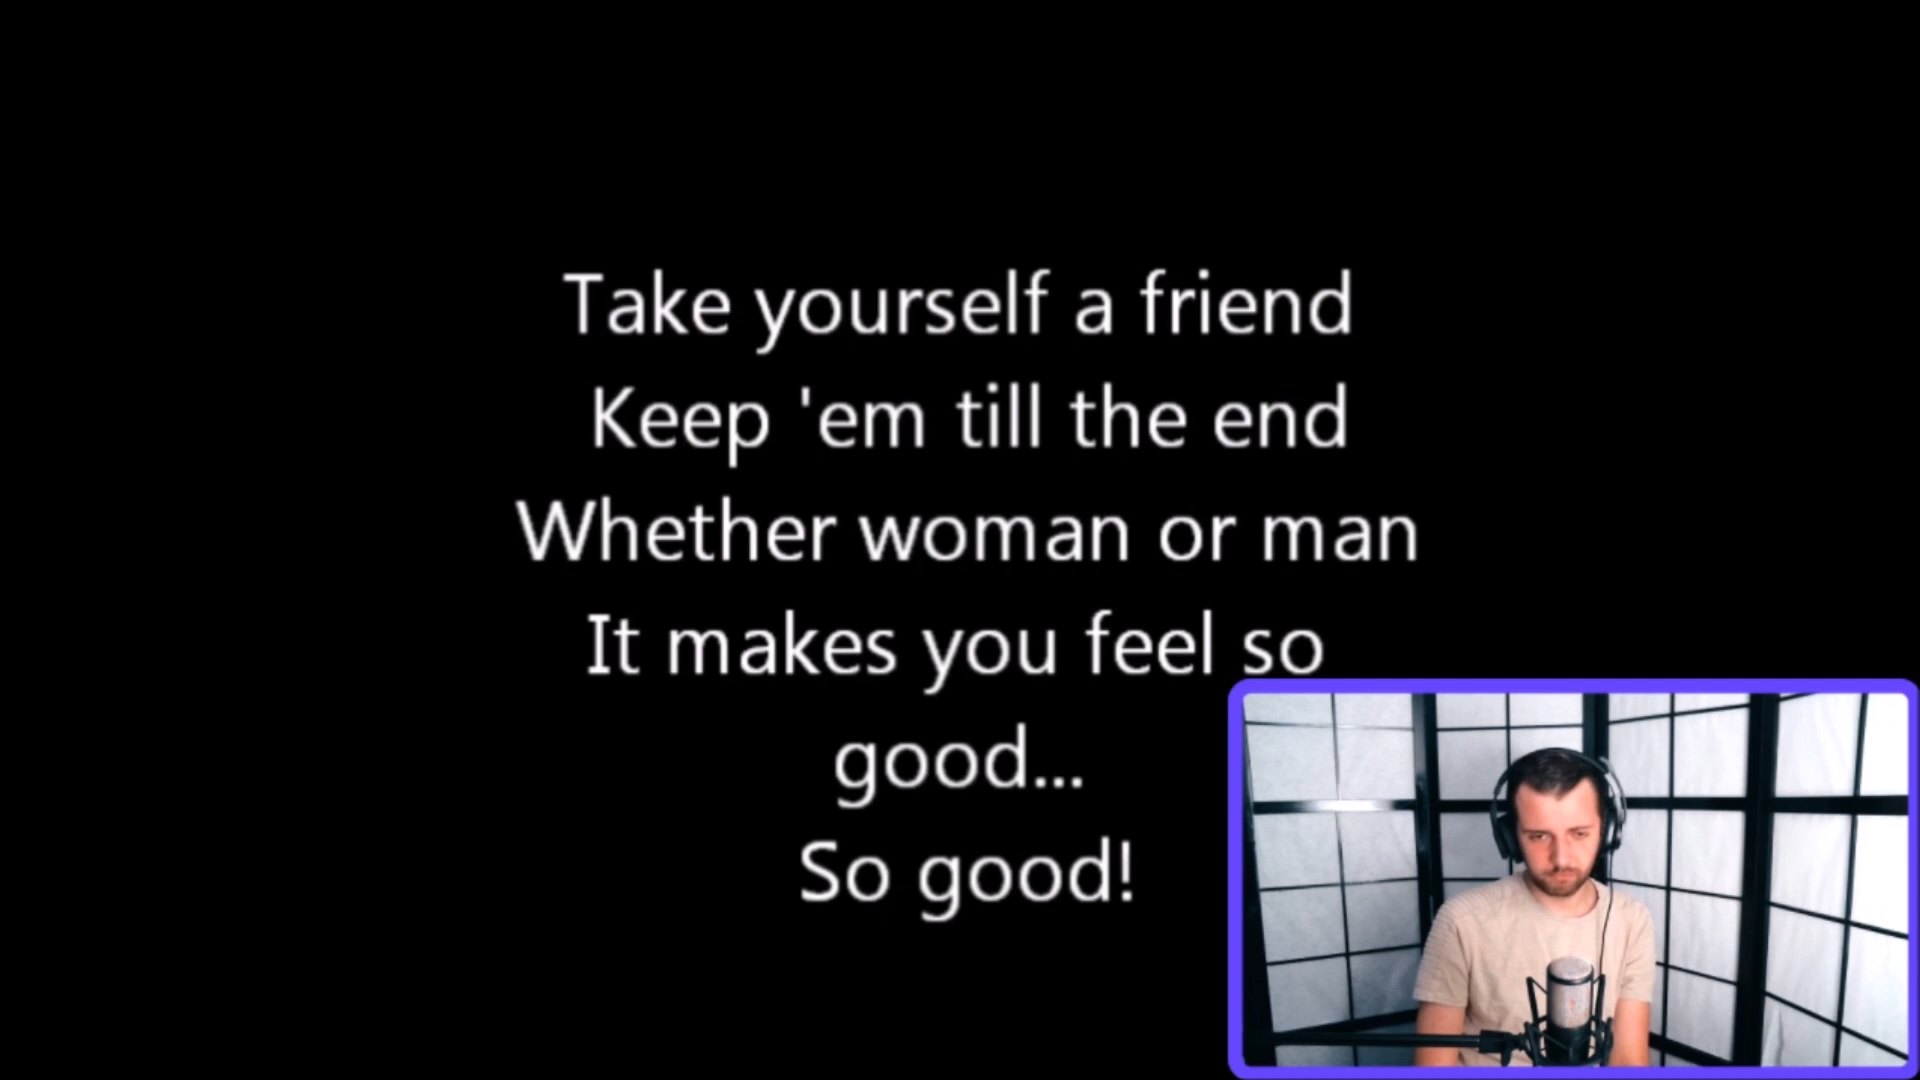 Take yourself a friend
Keep 'em till the end
Whether woman or man
It makes you feel so
good...
So good!